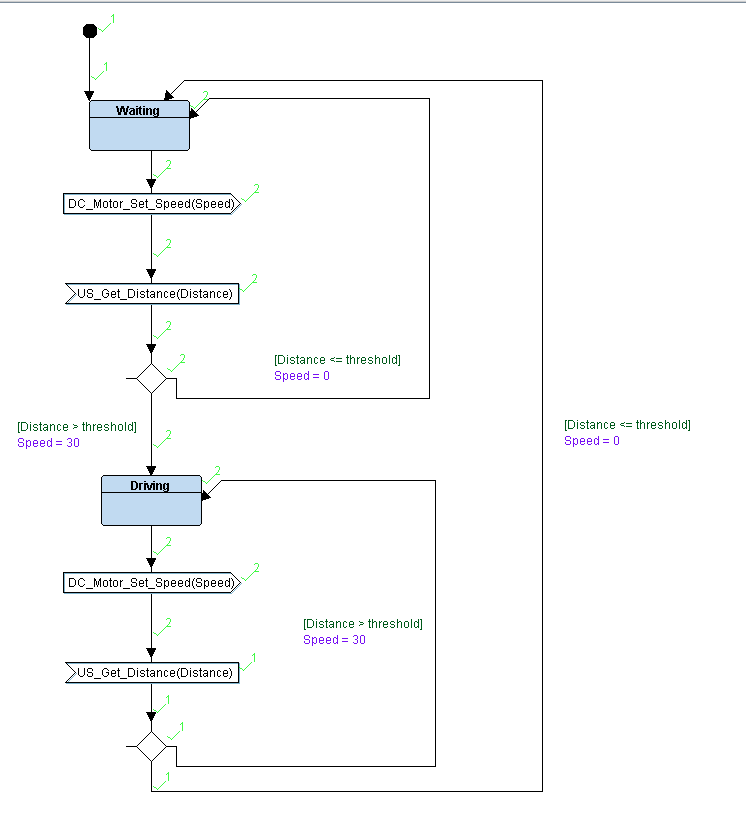 1
1
Waiting
2
2
DC_Motor_Set_Speed(Speed)
2
2
US_Get_Distance(Distance)
2
2
2
[Distance <= threshold]
Speed = 0
[Distance > threshold]
Speed = 30
2
[Distance <= threshold]
Speed = 0
Driving
2
2
DC_Motor_Set_Speed(Speed)
2
2
[Distance > threshold]
Speed = 30
US_Get_Distance(Distance)
1
1
1
1